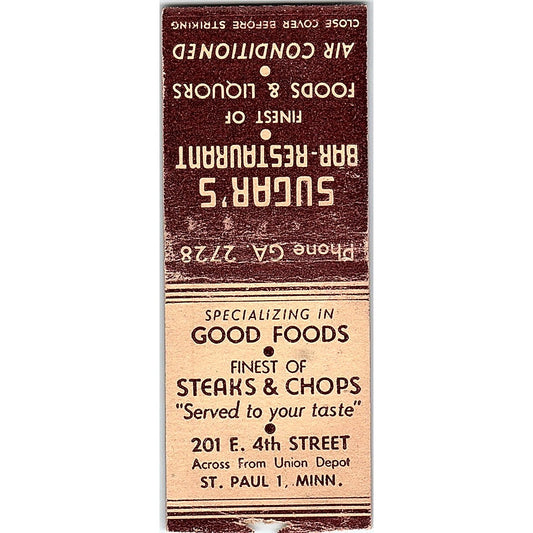 CLOSE COVER BEFORE STRIKING
AIR CONDITIONED
FOODS & LIQUORS
FINEST OF
BAR-RESTAURANT
SUGAR'S
Phone GA 2728
SPECIALIZING IN
GOOD FOODS
FINEST OF
STEAKS & CHOPS
"Served to your taste"
201 E. 4th STREET
Across From Union Depot
ST. PAUL 1, MINN.